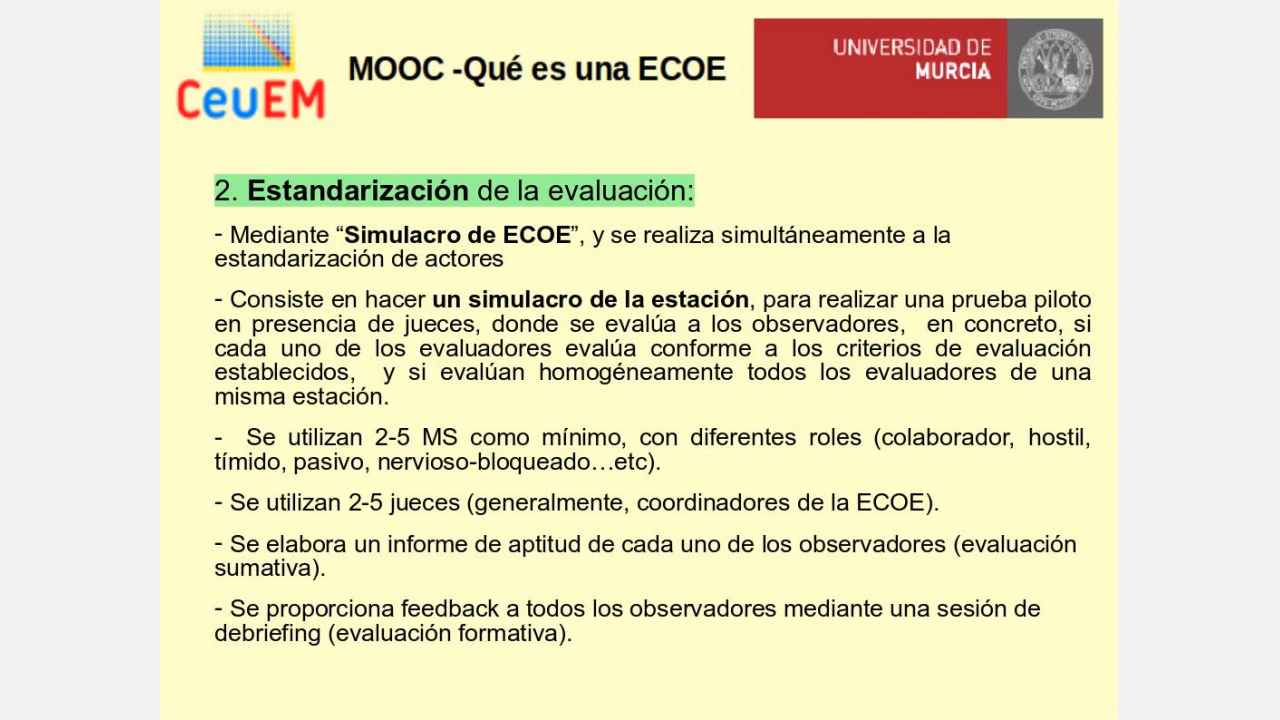 CeuEM
MOOC -Qué es una ECOE
UNIVERSIDAD DE
MURCIA
2. Estandarización de la evaluación:
- Mediante “Simulacro de ECOE”, y se realiza simultáneamente a la
estandarización de actores
- Consiste en hacer un simulacro de la estación, para realizar una prueba piloto
en presencia de jueces, donde se evalúa a los observadores, en concreto, si
cada uno de los evaluadores evalúa conforme a los criterios de evaluación
establecidos, y si evalúan homogéneamente todos los evaluadores de una
misma estación.
- Se utilizan 2-5 MS como mínimo, con diferentes roles (colaborador, hostil,
tímido, pasivo, nervioso-bloqueado…etc).
- Se utilizan 2-5 jueces (generalmente, coordinadores de la ECOE).
- Se elabora un informe de aptitud de cada uno de los observadores (evaluación
sumativa).
- Se proporciona feedback a todos los observadores mediante una sesión de
debriefing (evaluación formativa).